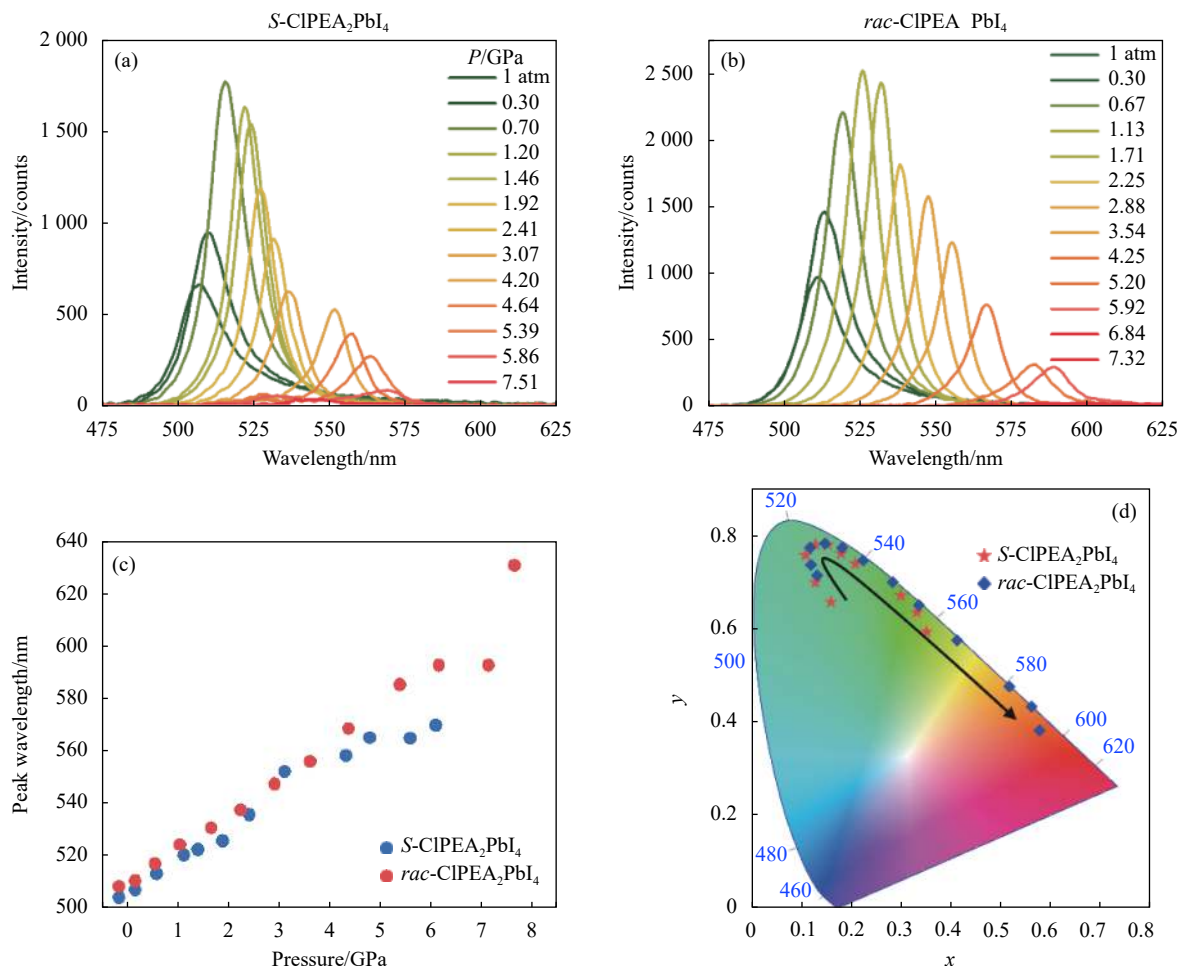 S-ClPEA₂PbI₄
(a)
P/GPa
1 atm
0.30
0.70
1.20
1.46
1.92
2.41
3.07
4.20
4.64
5.39
5.86
7.51
2 000
1 500
1 000
500
0
Intensity/counts
475 500 525 550 575 600 625
Wavelength/nm
rac-ClPEA PbI₄
(b)
1 atm
0.30
0.67
1.13
1.71
2.25
2.88
3.54
4.25
5.20
5.92
6.84
7.32
2 500
2 000
1 500
1 000
500
0
Intensity/counts
475 500 525 550 575 600 625
Wavelength/nm
(c)
640
620
600
580
560
540
520
500
Peak wavelength/nm
S-ClPEA₂PbI₄
rac-ClPEA₂PbI₄
0 1 2 3 4 5 6 7 8
Pressure/GPa
(d)
0.8
0.6
0.4
0.2
0
y
520
540
560
580
600
620
500
480
460
S-ClPEA₂PbI₄
rac-ClPEA₂PbI₄
0 0.1 0.2 0.3 0.4 0.5 0.6 0.7 0.8
x